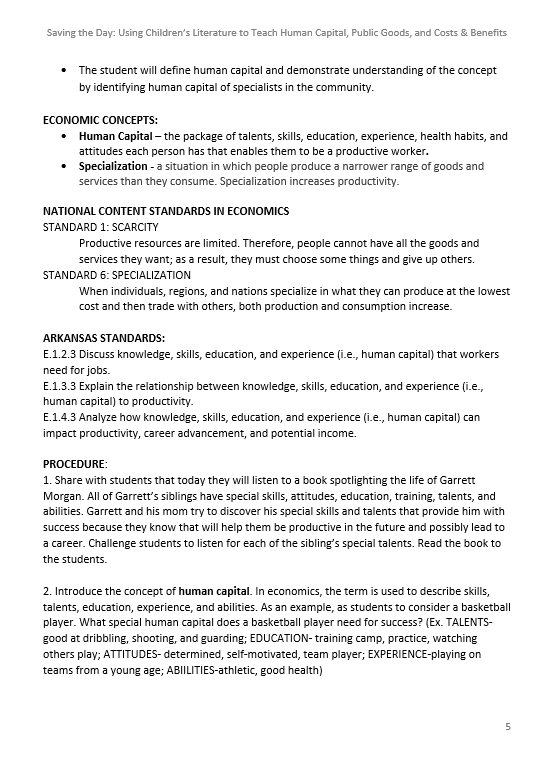 Saving the Day: Using Children's Literature to Teach Human Capital, Public Goods, and Costs & Benefits
• The student will define human capital and demonstrate understanding of the concept
by identifying human capital of specialists in the community.
ECONOMIC CONCEPTS:
• Human Capital – the package of talents, skills, education, experience, health habits, and
attitudes each person has that enables them to be a productive worker.
• Specialization - a situation in which people produce a narrower range of goods and
services than they consume. Specialization increases productivity.
NATIONAL CONTENT STANDARDS IN ECONOMICS
STANDARD 1: SCARCITY
Productive resources are limited. Therefore, people cannot have all the goods and
services they want; as a result, they must choose some things and give up others.
STANDARD 6: SPECIALIZATION
When individuals, regions, and nations specialize in what they can produce at the lowest
cost and then trade with others, both production and consumption increase.
ARKANSAS STANDARDS:
E.1.2.3 Discuss knowledge, skills, education, and experience (i.e., human capital) that workers
need for jobs.
E.1.3.3 Explain the relationship between knowledge, skills, education, and experience (i.e.,
human capital) to productivity.
E.1.4.3 Analyze how knowledge, skills, education, and experience (i.e., human capital) can
impact productivity, career advancement, and potential income.
PROCEDURE:
1. Share with students that today they will listen to a book spotlighting the life of Garrett
Morgan. All of Garrett's siblings have special skills, attitudes, education, training, talents, and
abilities. Garrett and his mom try to discover his special skills and talents that provide him with
success because they know that will help them be productive in the future and possibly lead to
a career. Challenge students to listen for each of the sibling's special talents. Read the book to
the students.
2. Introduce the concept of human capital. In economics, the term is used to describe skills,
talents, education, experience, and abilities. As an example, as students to consider a basketball
player. What special human capital does a basketball player need for success? (Ex. TALENTS-
good at dribbling, shooting, and guarding; EDUCATION- training camp, practice, watching
others play; ATTITUDES- determined, self-motivated, team player; EXPERIENCE-playing on
teams from a young age; ABIILITIES-athletic, good health)
5